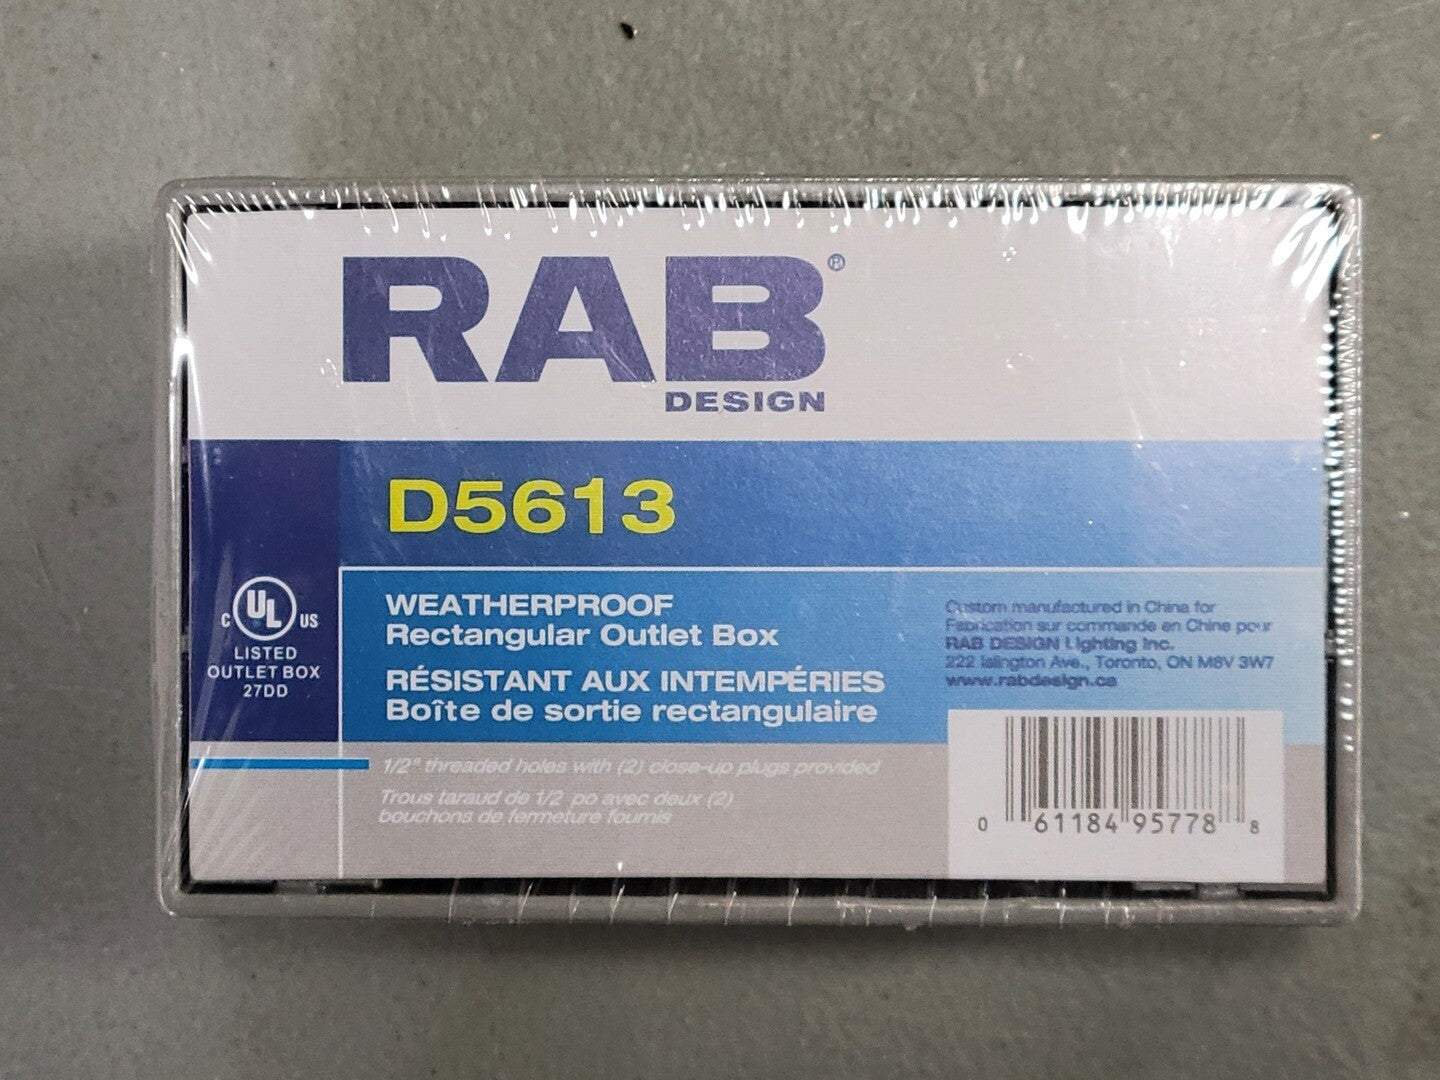 RAB®
DESIGN
D5613
C UL US
LISTED
OUTLET BOX
27DD
WEATHERPROOF
Rectangular Outlet Box
RÉSISTANT AUX INTEMPÉRIES
Boîte de sortie rectangulaire
Custom manufactured in China for
Fabrication sur commande en Chine pour
RAB DESIGN Lighting Inc.
222 Islington Ave., Toronto, ON M8V 3W7
www.rabdesign.ca
1/2" threaded holes with (2) close-up plugs provided
Trous taraud de 1/2 po avec deux (2)
bouchons de fermeture fournis
0 61184 95778 8